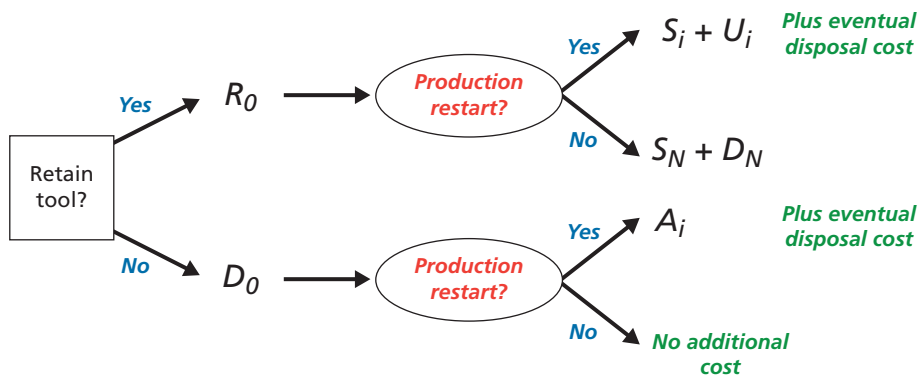 Retain
tool?
Yes
R0
Production
restart?
Yes
Si + Ui
Plus eventual
disposal cost
No
SN + DN
No
D0
Production
restart?
Yes
Ai
Plus eventual
disposal cost
No
No additional
cost